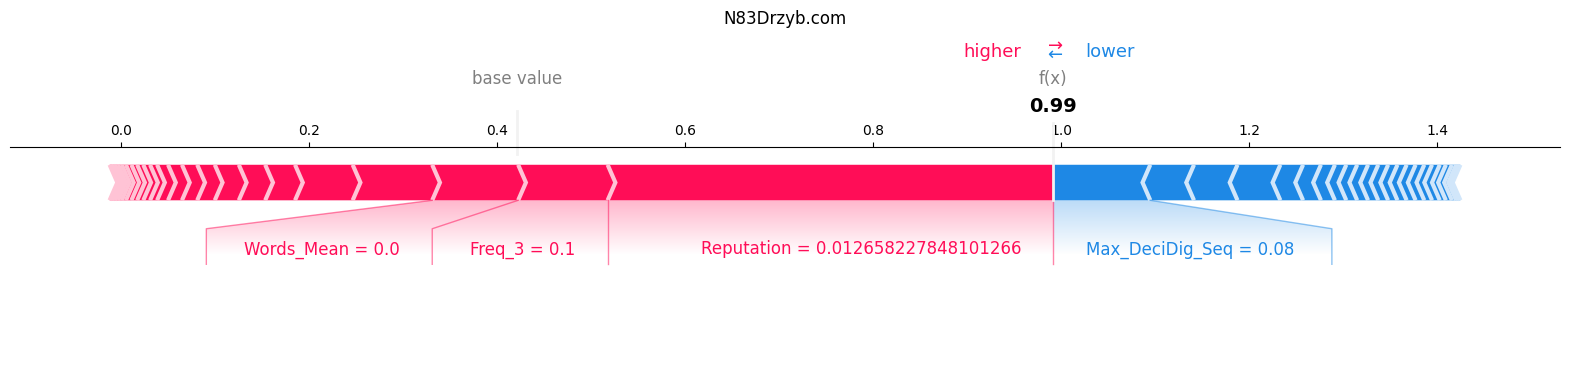 N83Drzyb.com
higher → ← lower
base value f(x)
0.99
0.0 0.2 0.4 0.6 0.8 1.0 1.2 1.4
Words_Mean = 0.0 Freq_3 = 0.1 Reputation = 0.012658227848101266 Max_DeciDig_Seq = 0.08